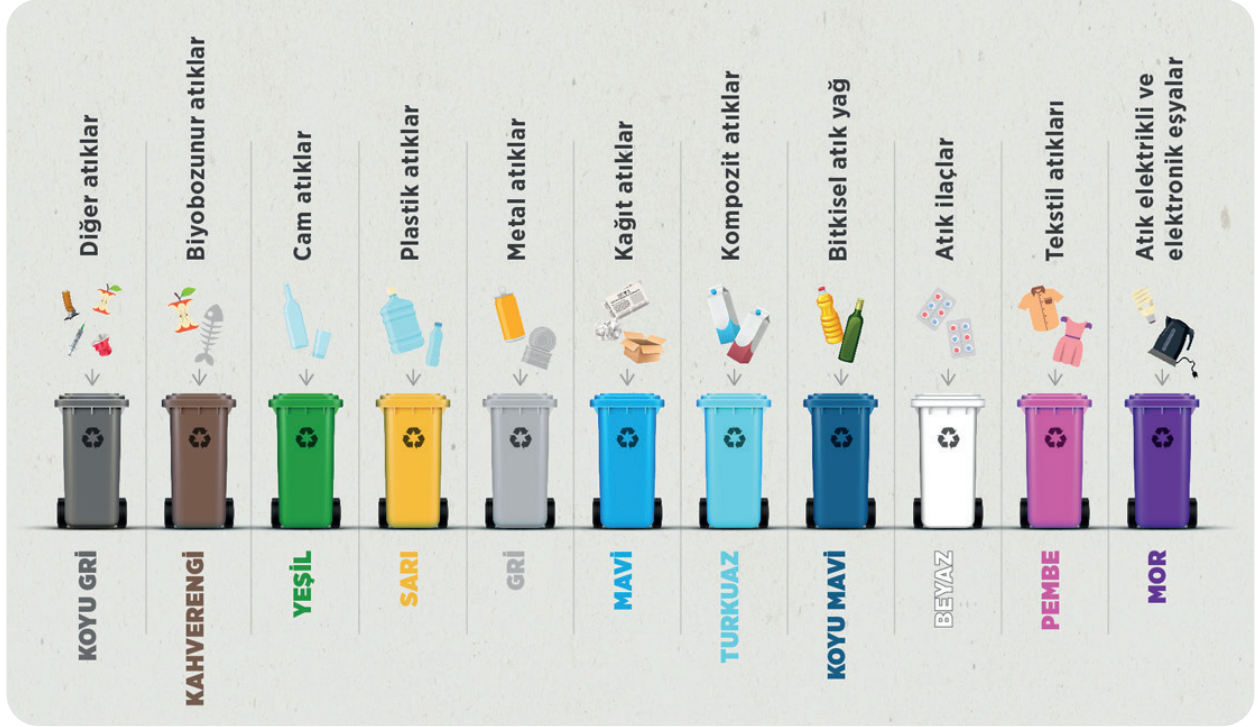 Diğer atıklar
Biyobozunur atıklar
Cam atıklar
Plastik atıklar
Metal atıklar
Kağıt atıklar
Kompozit atıklar
Bitkisel atık yağ
Atık ilaçlar
Tekstil atıkları
Atık elektrikli ve
elektronik eşyalar
KOYU GRİ
KAHVERENGİ
YEŞİL
SARI
GRİ
MAVİ
TURKUAZ
KOYU MAVİ
BEYAZ
PEMBE
MOR